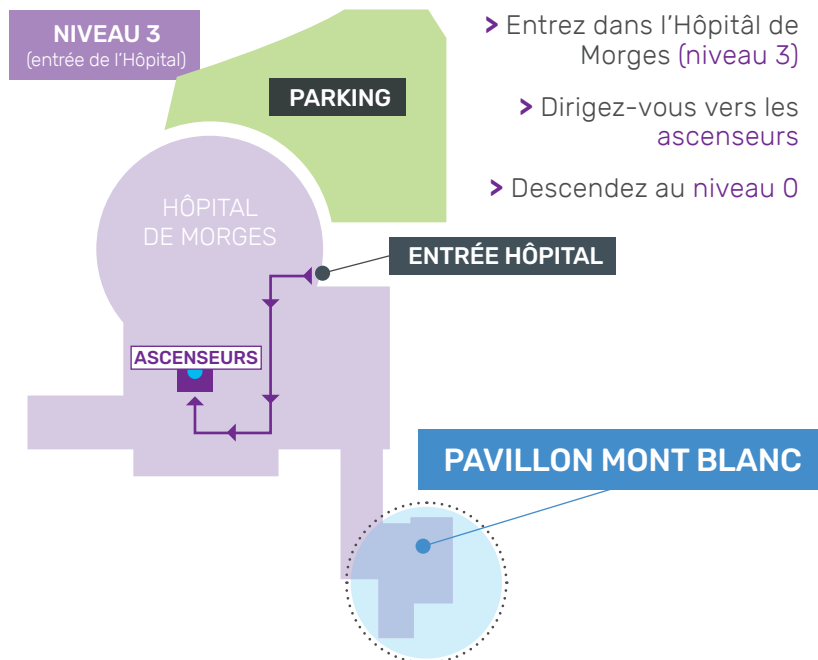 NIVEAU 3
(entrée de l'Hôpital)
PARKING
> Entrez dans l'Hôpitâl de
Morges (niveau 3)
> Dirigez-vous vers les
ascenseurs
> Descendez au niveau 0
HÔPITAL
DE MORGES
ENTRÉE HÔPITAL
ASCENSEURS
PAVILLON MONT BLANC